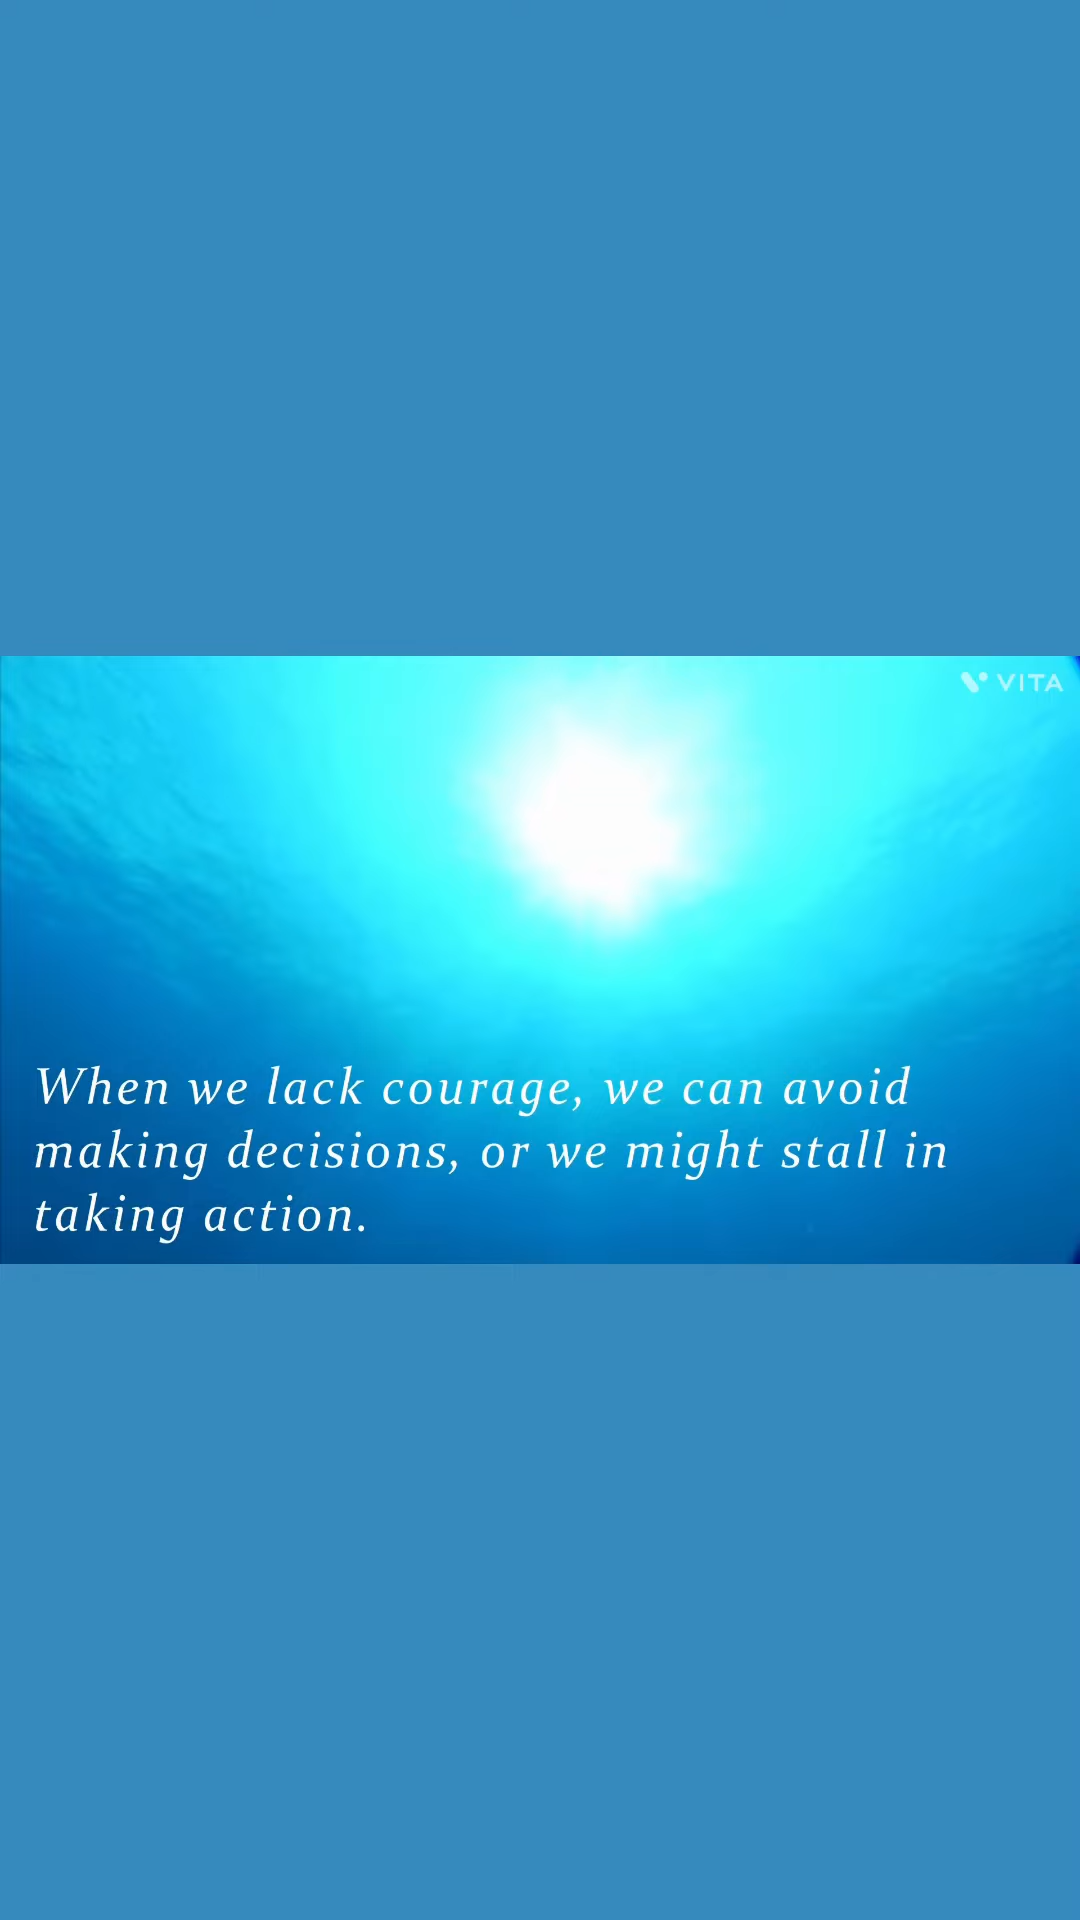 VITA
When we lack courage, we can avoid
making decisions, or we might stall in
taking action.